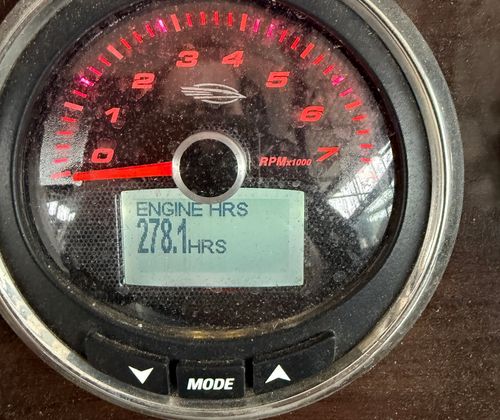 0 1 2 3 4 5 6 7
RPMx1000
ENGINE HRS
278.1HRS
MODE